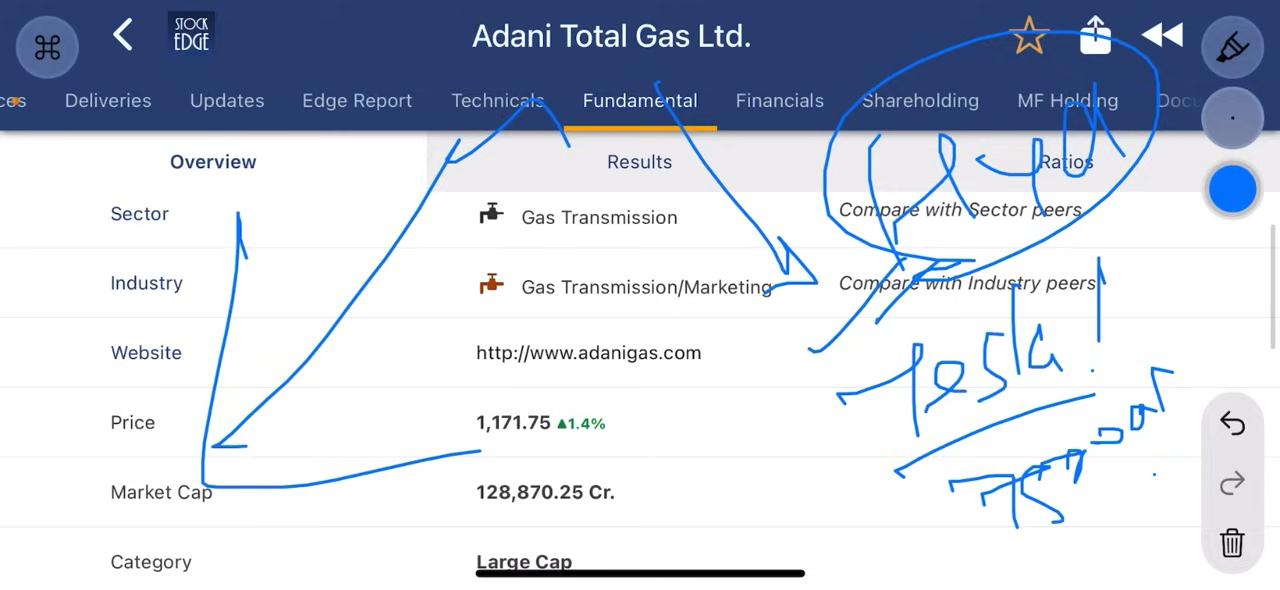 STOCK EDGE
Adani Total Gas Ltd.
ces Deliveries Updates Edge Report Technicals Fundamental Financials Shareholding MF Holding Docu
Overview Results Ratios
Sector Gas Transmission Compare with Sector peers
Industry Gas Transmission/Marketing Compare with Industry peers
Website http://www.adanigas.com
Price 1,171.75 ▲1.4%
Market Cap 128,870.25 Cr.
Category Large Cap